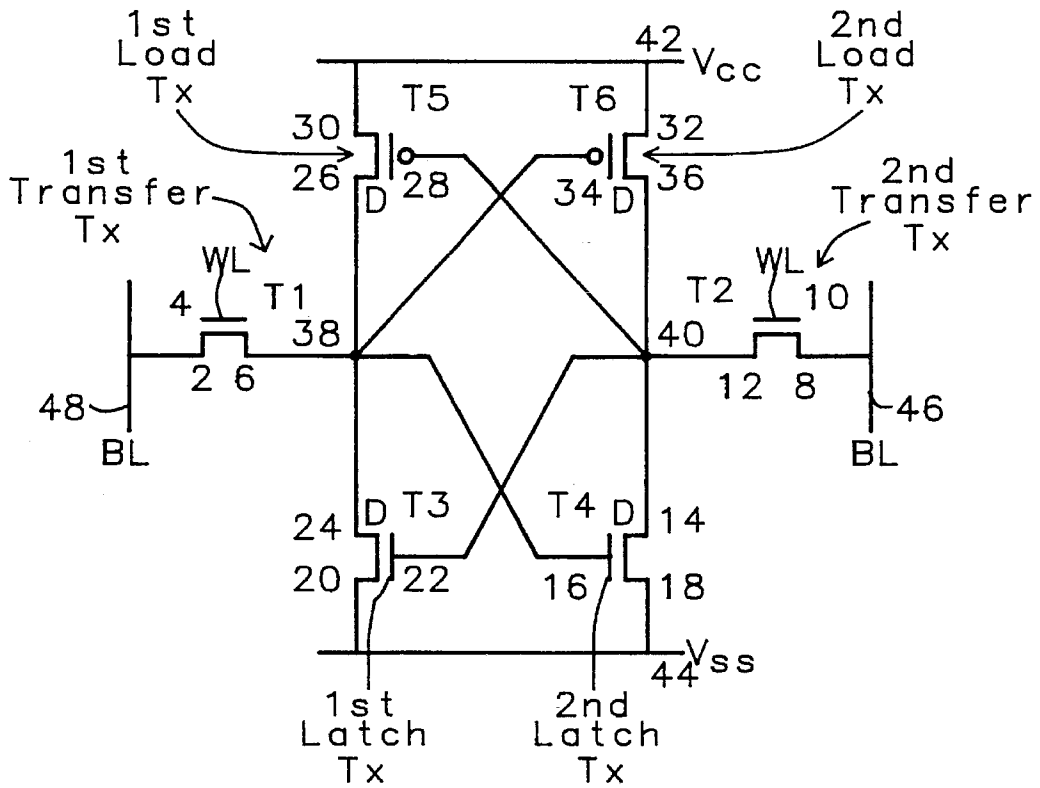 1st
Load
Tx
2nd
Load
Tx
42
Vcc
T5
T6
30
32
26
D
28
34
D
36
1st
Transfer
Tx
2nd
Transfer
Tx
WL
4
T1
38
2
6
WL
T2
10
40
12
8
48
BL
46
BL
24
D
T3
T4
D
14
20
22
16
18
Vss
44
1st
Latch
Tx
2nd
Latch
Tx